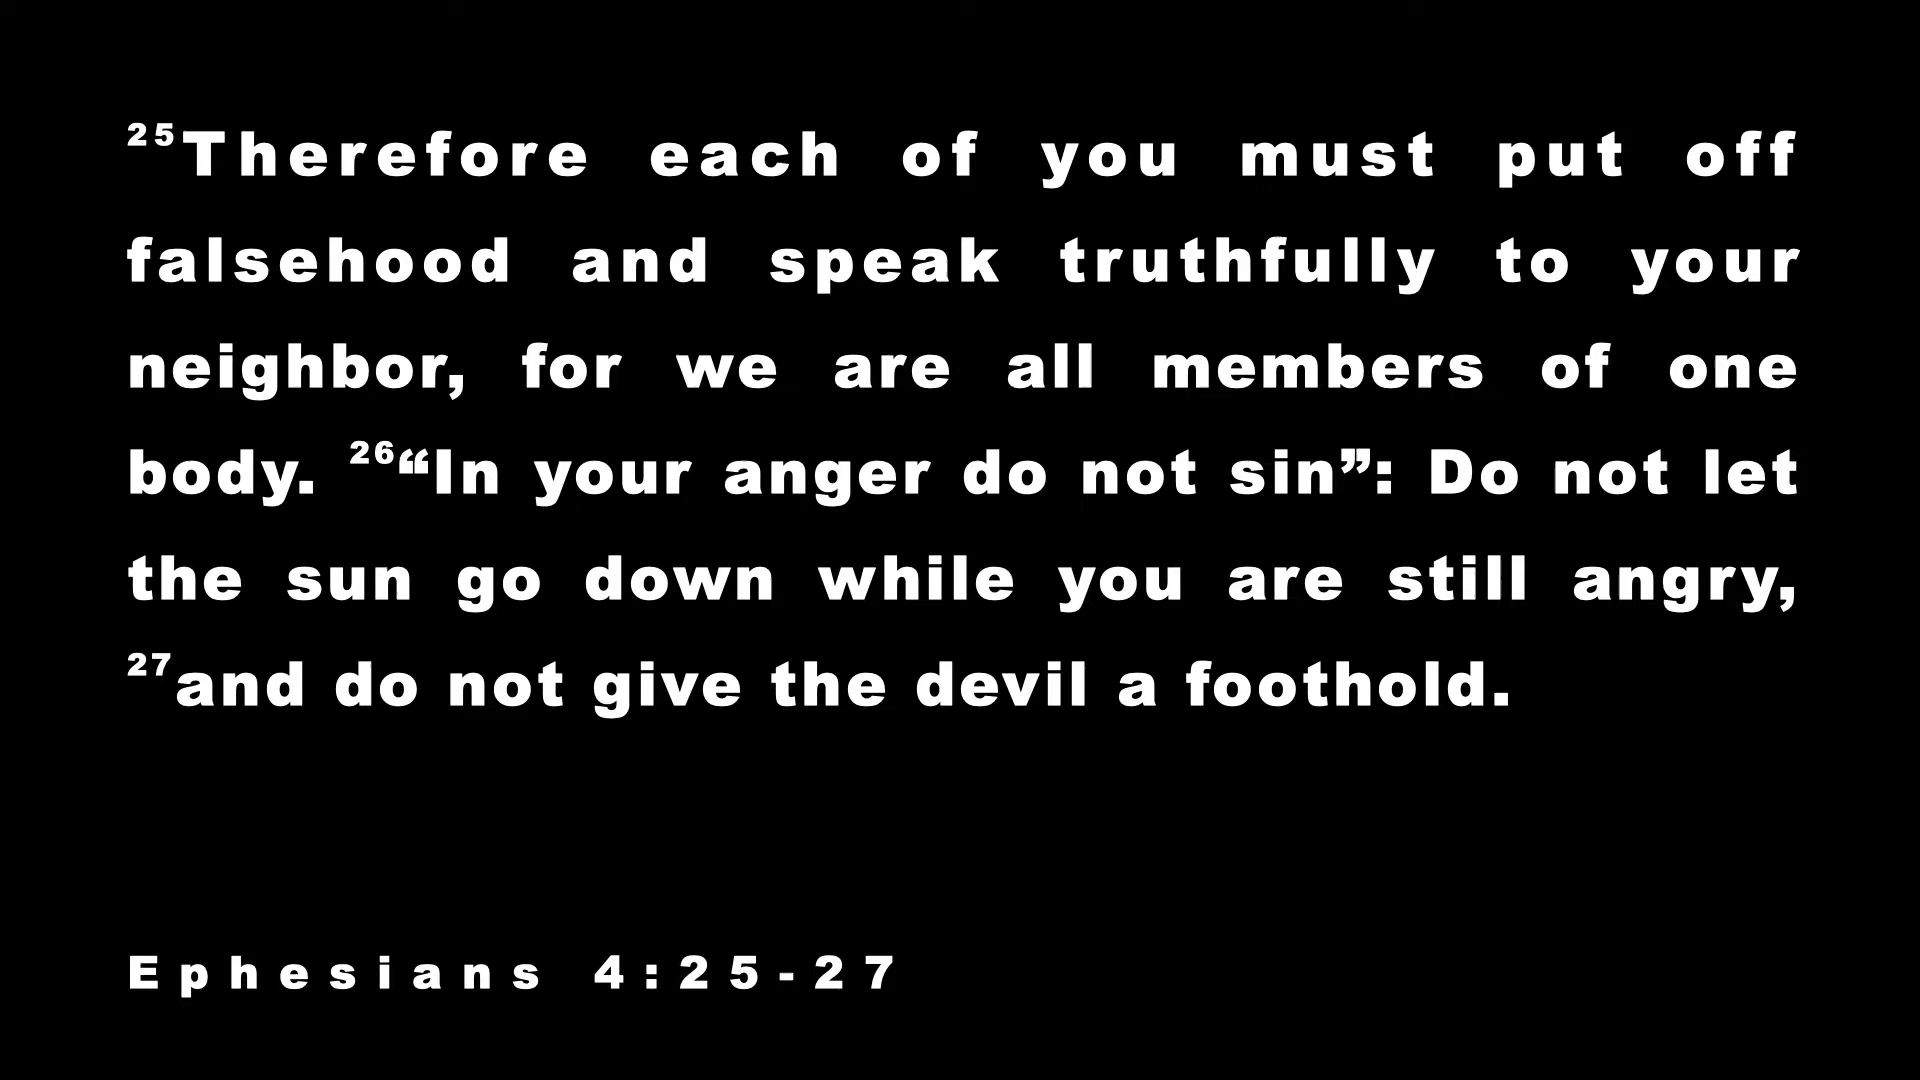 ²⁵Therefore each of you must put off
falsehood and speak truthfully to your
neighbor, for we are all members of one
body. ²⁶“In your anger do not sin”: Do not let
the sun go down while you are still angry,
²⁷and do not give the devil a foothold.
Ephesians 4:25-27